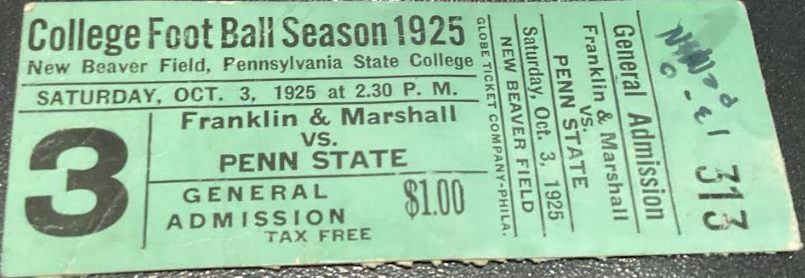 College Foot Ball Season 1925
New Beaver Field, Pennsylvania State College
SATURDAY, OCT. 3, 1925 at 2.30 P. M.
3
Franklin & Marshall
VS.
PENN STATE
GENERAL
ADMISSION
TAX FREE
$1.00
GLOBE TICKET COMPANY-PHILA.
NEW BEAVER FIELD
Saturday, Oct. 3, 1925
PENN STATE
VS.
Franklin & Marshall
General Admission
313
13-0